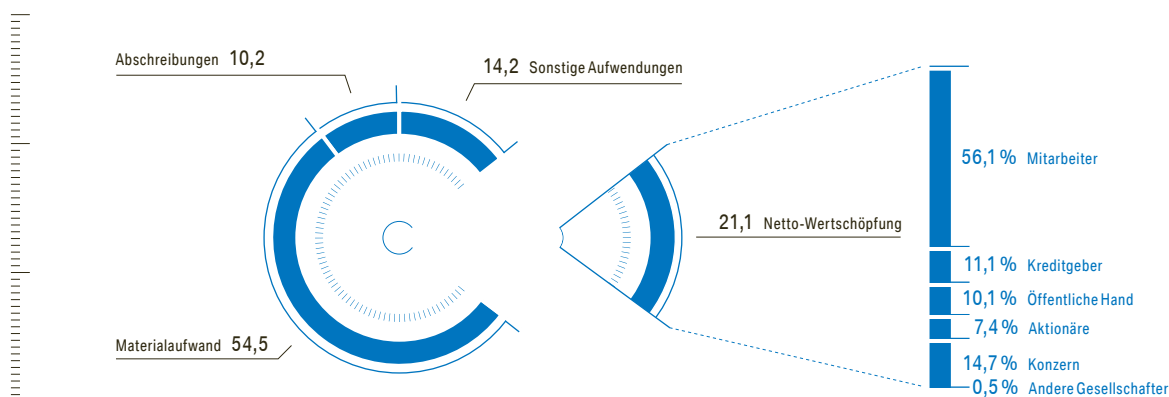 Abschreibungen 10,2
14,2 Sonstige Aufwendungen
56,1 % Mitarbeiter
21,1 Netto-Wertschöpfung
11,1 % Kreditgeber
10,1 % Öffentliche Hand
7,4 % Aktionäre
Materialaufwand 54,5
14,7 % Konzern
0,5 % Andere Gesellschafter